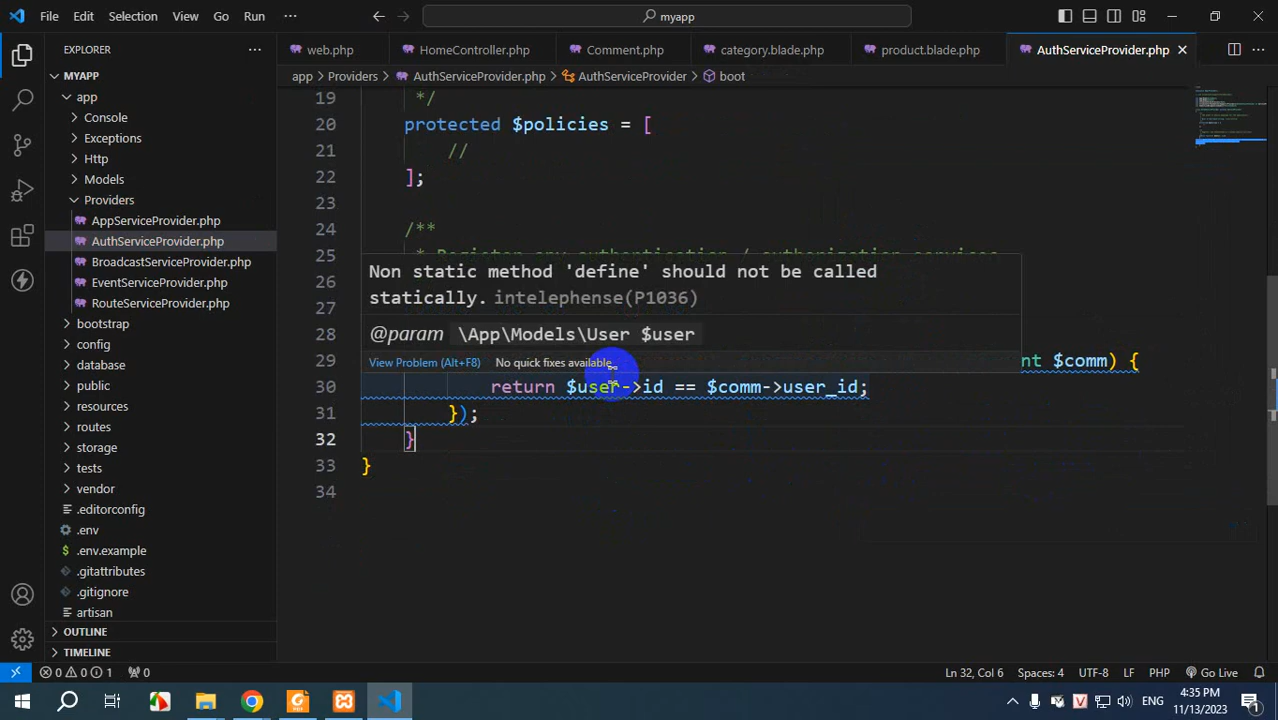 File Edit Selection View Go Run ··· myapp
EXPLORER ···
web.php HomeController.php Comment.php category.blade.php product.blade.php AuthServiceProvider.php
app > Providers > AuthServiceProvider.php > AuthServiceProvider > boot
MYAPP
app
Console
Exceptions
Http
Models
Providers
AppServiceProvider.php
AuthServiceProvider.php
BroadcastServiceProvider.php
EventServiceProvider.php
RouteServiceProvider.php
bootstrap
config
database
public
resources
routes
storage
tests
vendor
.editorconfig
.env
.env.example
.gitattributes
.gitignore
artisan
OUTLINE
TIMELINE
19 */
20 protected $policies = [
21 //
22 ];
23
24 /**
25 * Register any authentication / authorization services
26
27
28
29 nt $comm) {
30 return $user->id == $comm->user_id;
31 });
32 }
33 }
34
Non static method 'define' should not be called
statically. intelephense(P1036)
@param \App\Models\User $user
View Problem (Alt+F8) No quick fixes available
0 0 1 0 Ln 32, Col 6 Spaces: 4 UTF-8 LF PHP Go Live
ENG 4:35 PM
11/13/2023 1